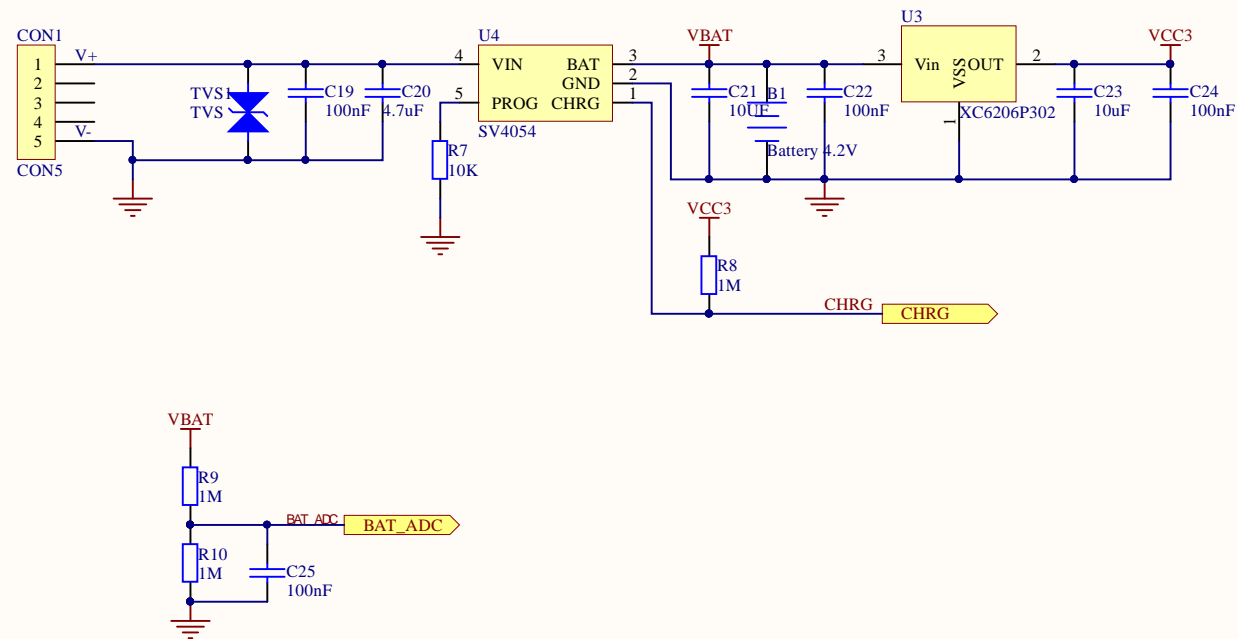 CON1
1
V+
2
3
4
V-
5
CON5
TVS1
TVS
C19
100nF
C20
4.7uF
U4
4
VIN
BAT
3
GND
2
5
PROG
CHRG
1
SV4054
R7
10K
VBAT
C21
10UF
B1
Battery 4.2V
C22
100nF
U3
3
Vin
VSS
OUT
2
1
XC6206P302
VCC3
C23
10uF
C24
100nF
VCC3
R8
1M
CHRG
CHRG
VBAT
R9
1M
BAT_ADC
BAT_ADC
R10
1M
C25
100nF